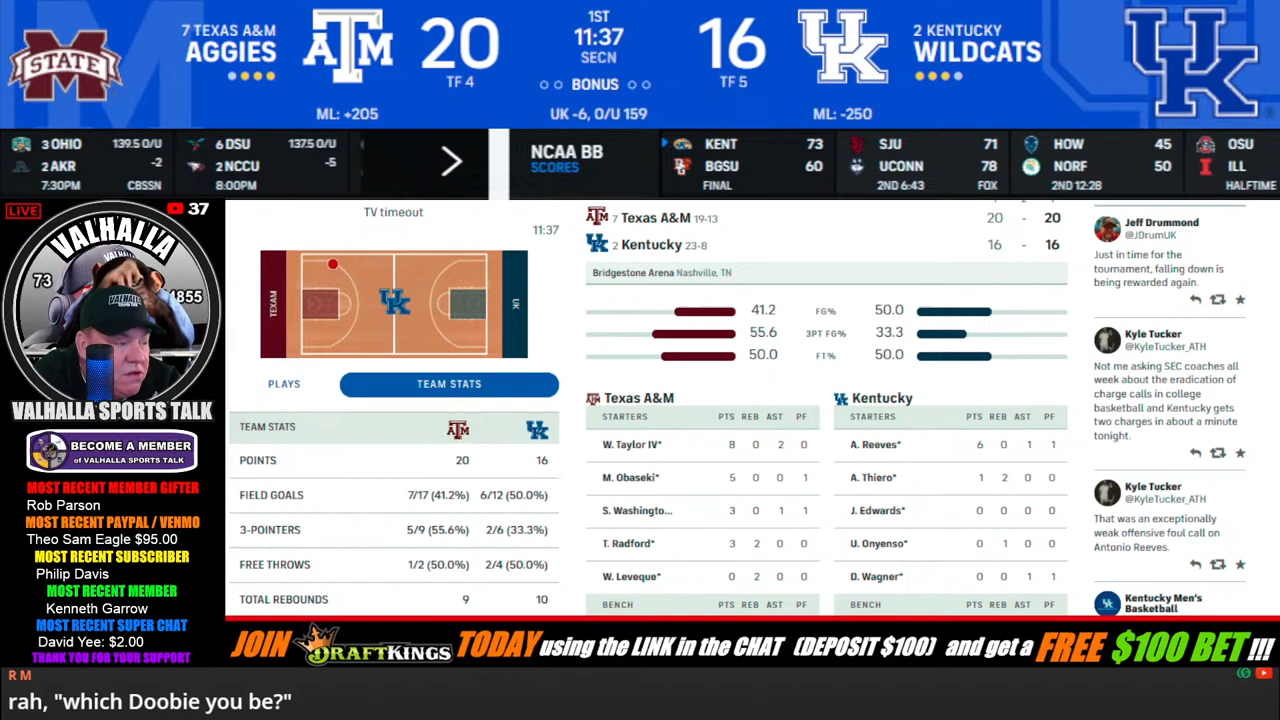 STATE
7 TEXAS A&M
AGGIES
ATM
20
TF 4
ML: +205
1ST
11:37
SECN
BONUS
UK -6, O/U 159
16
TF 5
ML: -250
UK
2 KENTUCKY
WILDCATS
UK
3 OHIO 139.5 O/U
2 AKR -2
7:30PM CBSSN
6 DSU 137.5 O/U
2 NCCU -5
8:00PM
NCAA BB
SCORES
KENT 73
BGSU 60
FINAL
SJU 71
UCONN 78
2ND 6:43 FOX
HOW 45
NORF 50
2ND 12:28
OSU
ILL
HALFTIME
LIVE
37
VALHALLA
73
1855
VALHALLA
VALHALLA SPORTS TALK
BECOME A MEMBER
of VALHALLA SPORTS TALK
MOST RECENT MEMBER GIFTER
Rob Parson
MOST RECENT PAYPAL / VENMO
Theo Sam Eagle $95.00
MOST RECENT SUBSCRIBER
Philip Davis
MOST RECENT MEMBER
Kenneth Garrow
MOST RECENT SUPER CHAT
David Yee: $2.00
THANK YOU FOR YOUR SUPPORT
TV timeout
11:37
TEXAM
UK
UK
PLAYS
TEAM STATS
TEAM STATS
POINTS 20 16
FIELD GOALS 7/17 (41.2%) 6/12 (50.0%)
3-POINTERS 5/9 (55.6%) 2/6 (33.3%)
FREE THROWS 1/2 (50.0%) 2/4 (50.0%)
TOTAL REBOUNDS 9 10
7 Texas A&M 19-13 20 - 20
2 Kentucky 23-8 16 - 16
Bridgestone Arena Nashville, TN
41.2 FG% 50.0
55.6 3PT FG% 33.3
50.0 FT% 50.0
Texas A&M
STARTERS PTS REB AST PF
W. Taylor IV* 8 0 2 0
M. Obaseki* 5 0 0 1
S. Washingto... 3 0 1 1
T. Radford* 3 2 0 0
W. Leveque* 0 2 0 0
BENCH PTS REB AST PF
Kentucky
STARTERS PTS REB AST PF
A. Reeves* 6 0 1 1
A. Thiero* 1 2 0 0
J. Edwards* 0 0 0 0
U. Onyenso* 0 1 0 0
D. Wagner* 0 0 1 1
BENCH PTS REB AST PF
Jeff Drummond
@JDrumUK
Just in time for the
tournament, falling down is
being rewarded again.
Kyle Tucker
@KyleTucker_ATH
Not me asking SEC coaches all
week about the eradication of
charge calls in college
basketball and Kentucky gets
two charges in about a minute
tonight.
Kyle Tucker
@KyleTucker_ATH
That was an exceptionally
weak offensive foul call on
Antonio Reeves.
Kentucky Men's
Basketball
JOIN DRAFTKINGS TODAY using the LINK in the CHAT (DEPOSIT $100) and get a FREE $100 BET !!!
R M
rah, "which Doobie you be?"